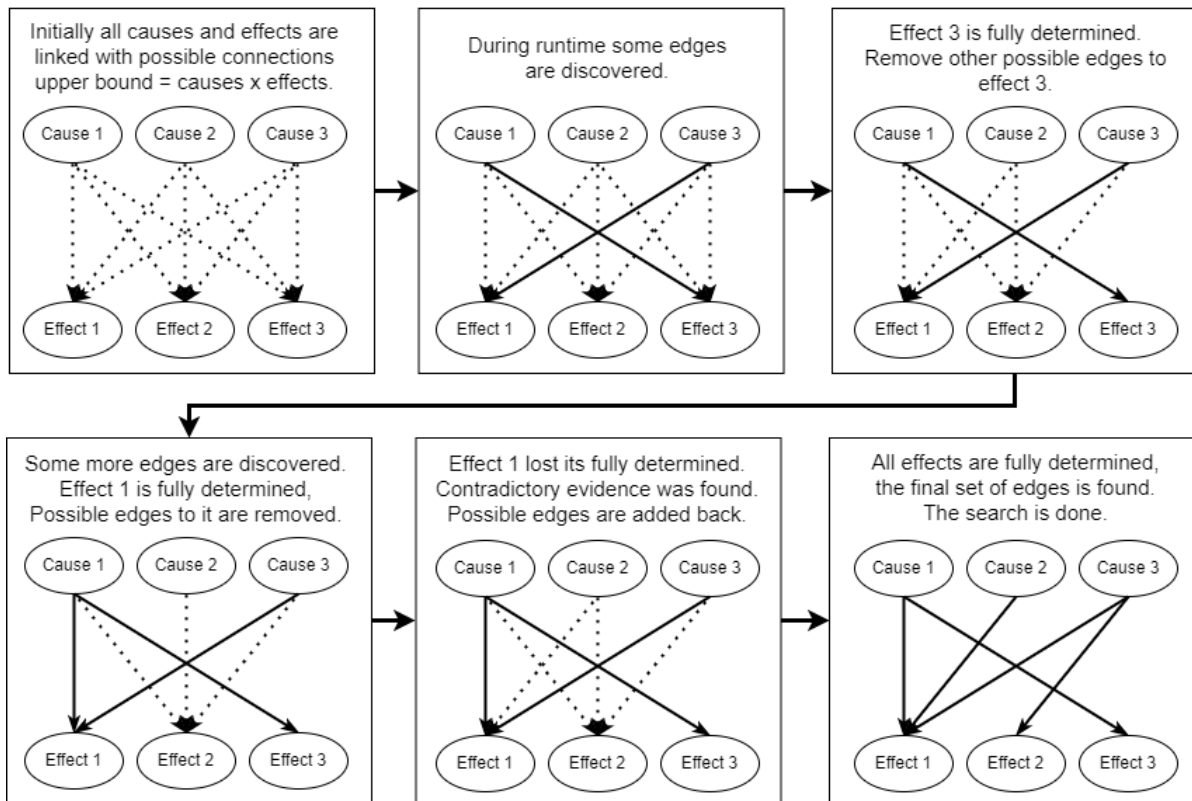 Initially all causes and effects are
linked with possible connections
upper bound = causes x effects.
Cause 1
Cause 2
Cause 3
Effect 1
Effect 2
Effect 3
During runtime some edges
are discovered.
Cause 1
Cause 2
Cause 3
Effect 1
Effect 2
Effect 3
Effect 3 is fully determined.
Remove other possible edges to
effect 3.
Cause 1
Cause 2
Cause 3
Effect 1
Effect 2
Effect 3
Some more edges are discovered.
Effect 1 is fully determined,
Possible edges to it are removed.
Cause 1
Cause 2
Cause 3
Effect 1
Effect 2
Effect 3
Effect 1 lost its fully determined.
Contradictory evidence was found.
Possible edges are added back.
Cause 1
Cause 2
Cause 3
Effect 1
Effect 2
Effect 3
All effects are fully determined,
the final set of edges is found.
The search is done.
Cause 1
Cause 2
Cause 3
Effect 1
Effect 2
Effect 3